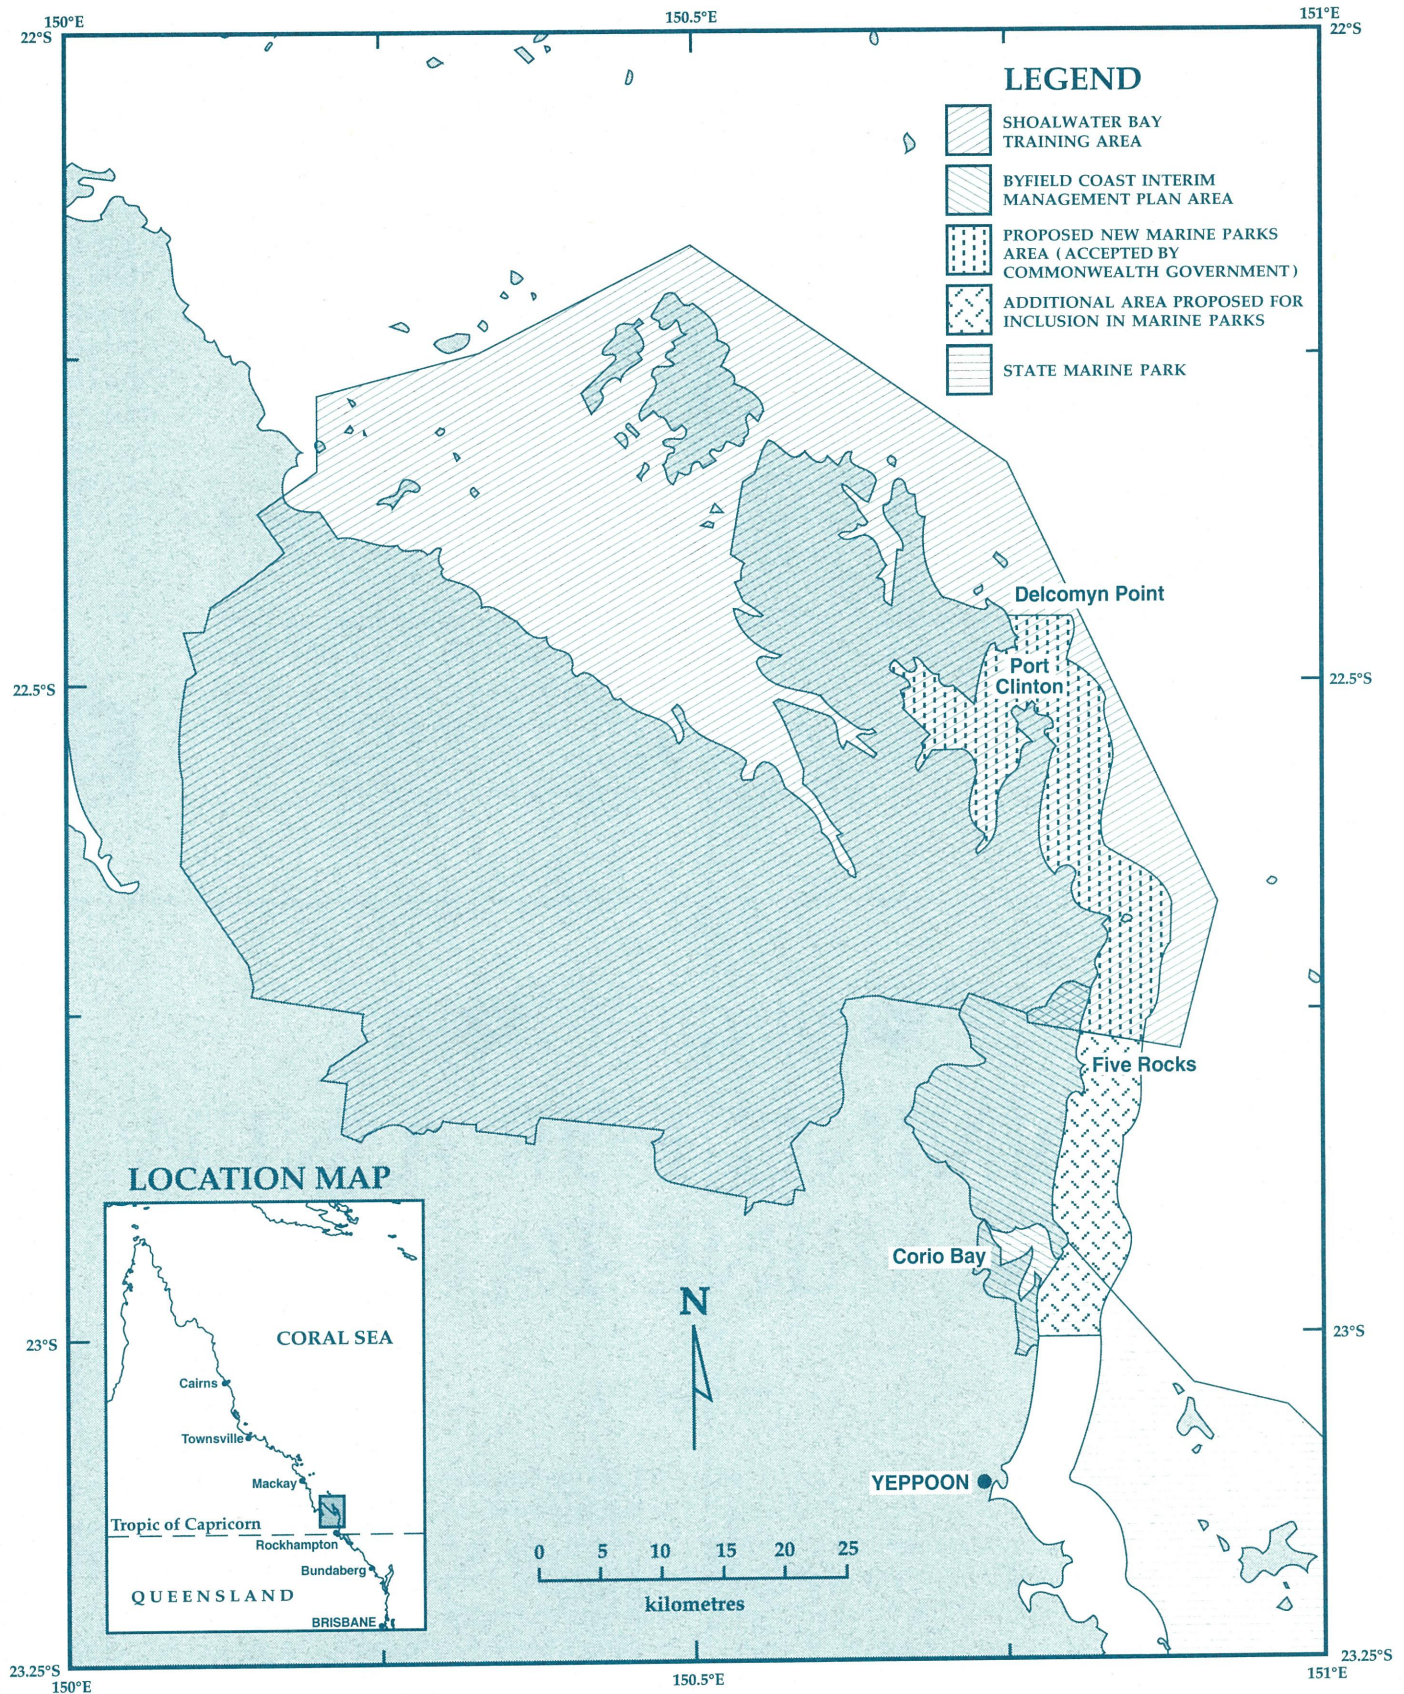 150°E
150.5°E
151°E
22°S
22°S
LEGEND
SHOALWATER BAY
TRAINING AREA
BYFIELD COAST INTERIM
MANAGEMENT PLAN AREA
PROPOSED NEW MARINE PARKS
AREA (ACCEPTED BY
COMMONWEALTH GOVERNMENT)
ADDITIONAL AREA PROPOSED FOR
INCLUSION IN MARINE PARKS
STATE MARINE PARK
Delcomyn Point
Port
Clinton
22.5°S
22.5°S
Five Rocks
LOCATION MAP
Corio Bay
N
CORAL SEA
23°S
23°S
Cairns
Townsville
Mackay
YEPPOON
Tropic of Capricorn
Rockhampton
Bundaberg
QUEENSLAND
BRISBANE
0 5 10 15 20 25
kilometres
23.25°S
23.25°S
150°E
150.5°E
151°E